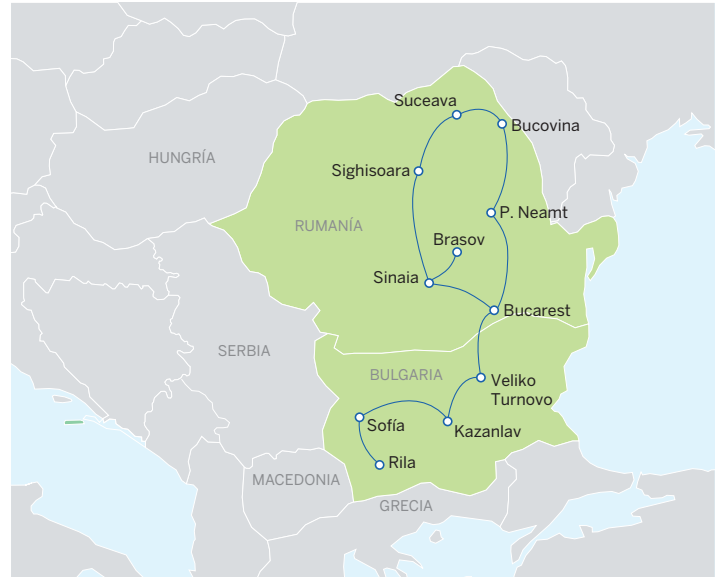 Suceava
Bucovina
HUNGRÍA
Sighisoara
P. Neamt
RUMANÍA
Brasov
Sinaia
Bucarest
SERBIA
BULGARIA
Veliko
Turnovo
Sofía
Kazanlav
Rila
MACEDONIA
GRECIA